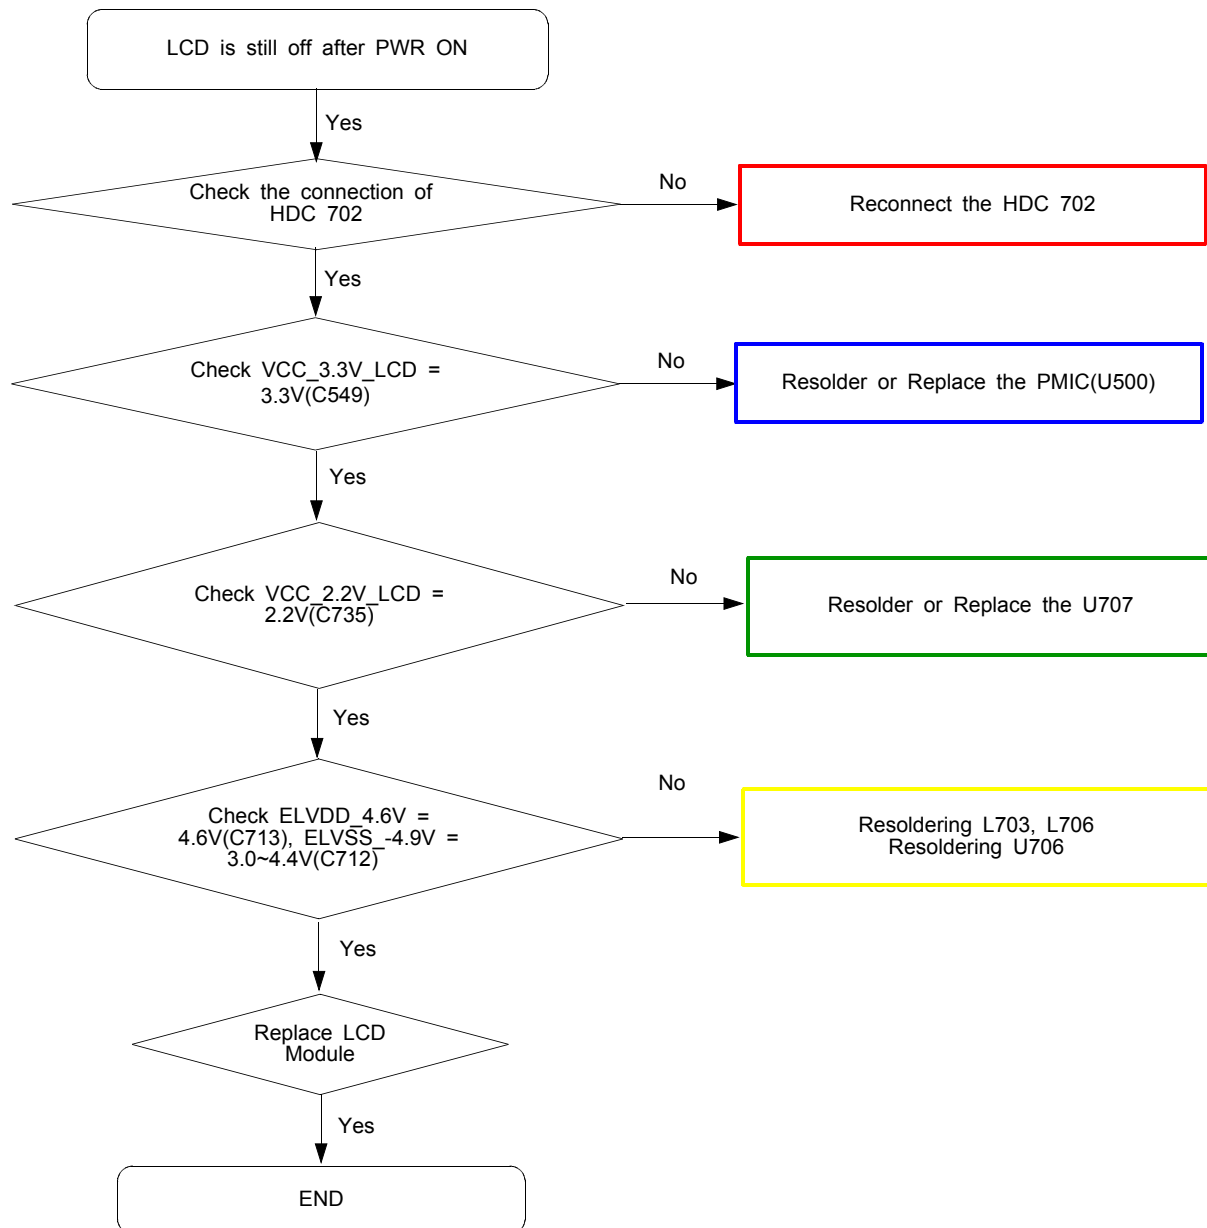 LCD is still off after PWR ON
Yes
Check the connection of
HDC 702
No
Reconnect the HDC 702
Yes
Check VCC_3.3V_LCD =
3.3V(C549)
No
Resolder or Replace the PMIC(U500)
Yes
Check VCC_2.2V_LCD =
2.2V(C735)
No
Resolder or Replace the U707
Yes
Check ELVDD_4.6V =
4.6V(C713), ELVSS_-4.9V =
3.0~4.4V(C712)
No
Resoldering L703, L706
Resoldering U706
Yes
Replace LCD
Module
Yes
END